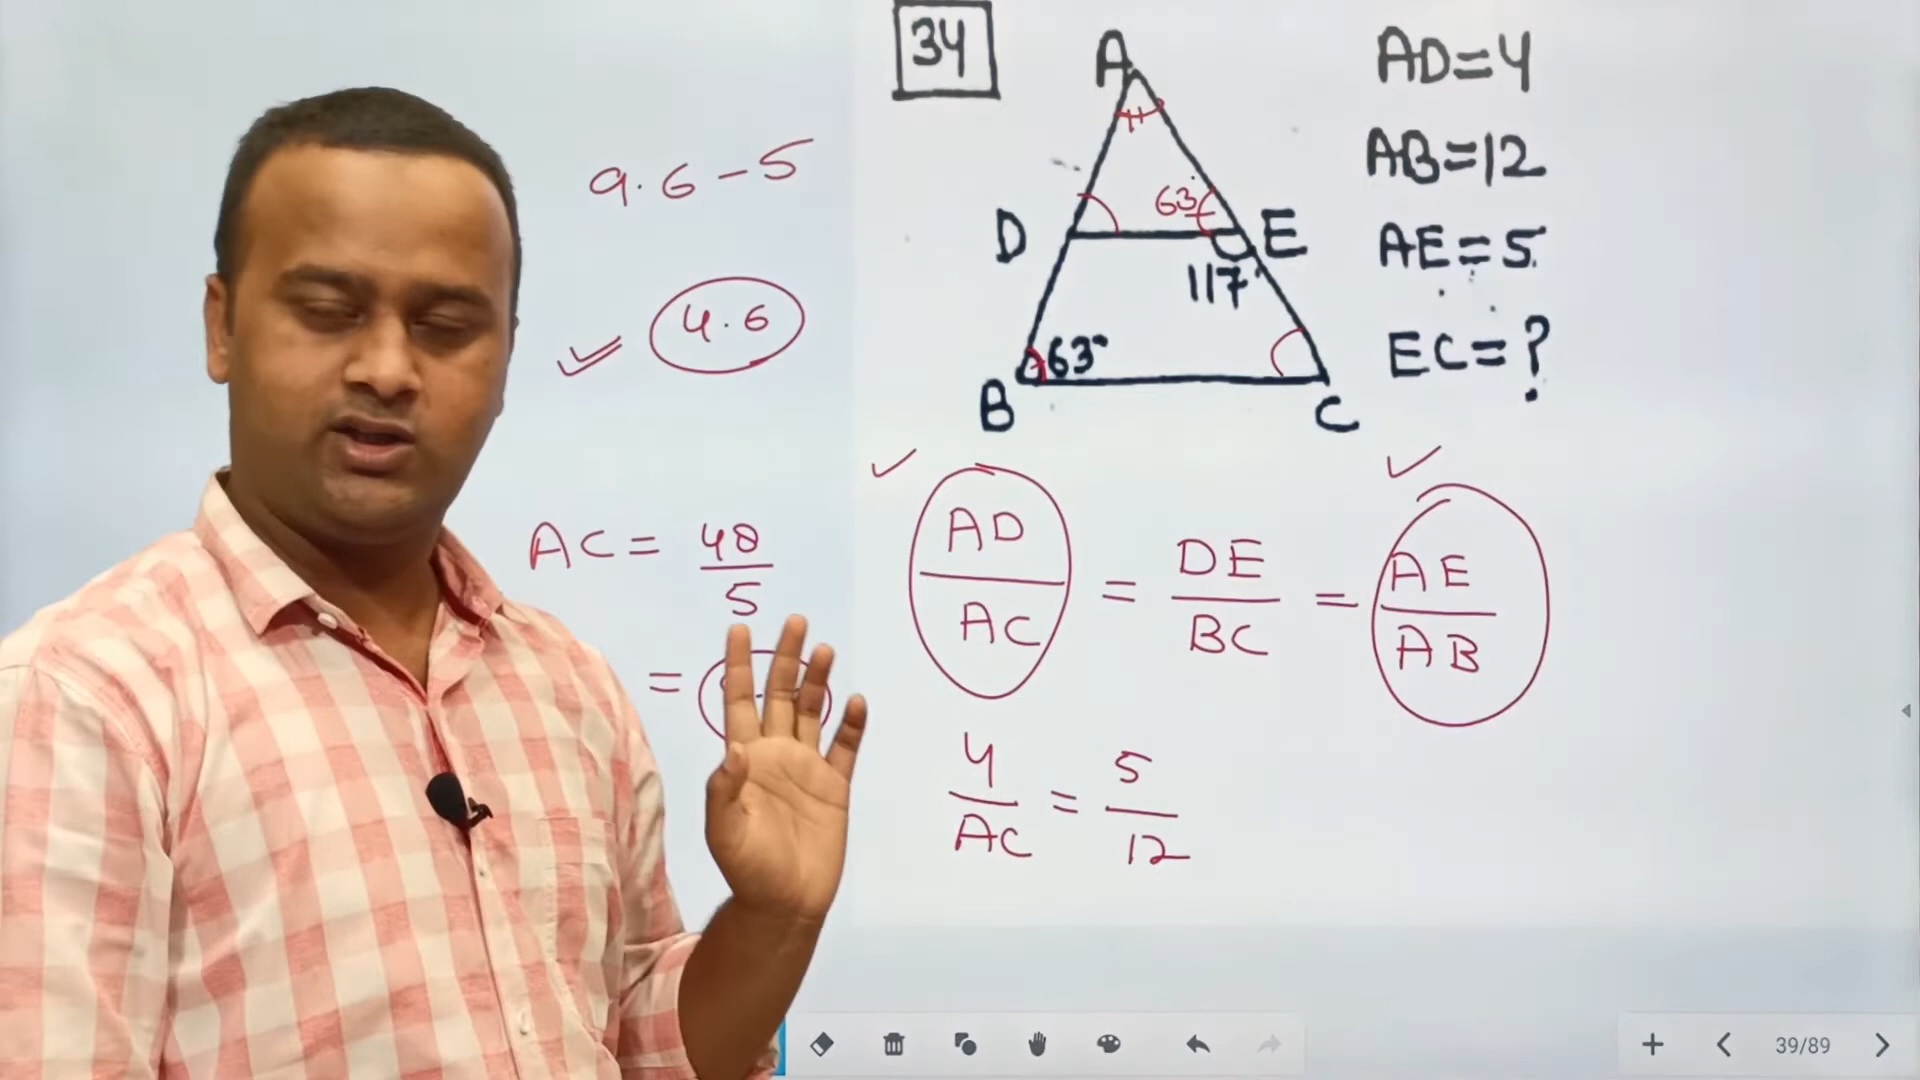 34
A
63
D
E
117°
B
63°
C
AD=4
AB=12
AE=5
EC=?
9.6-5
4.6
AC= 48/5
=
AD/AC = DE/BC = AE/AB
4/AC = 5/12
39/89